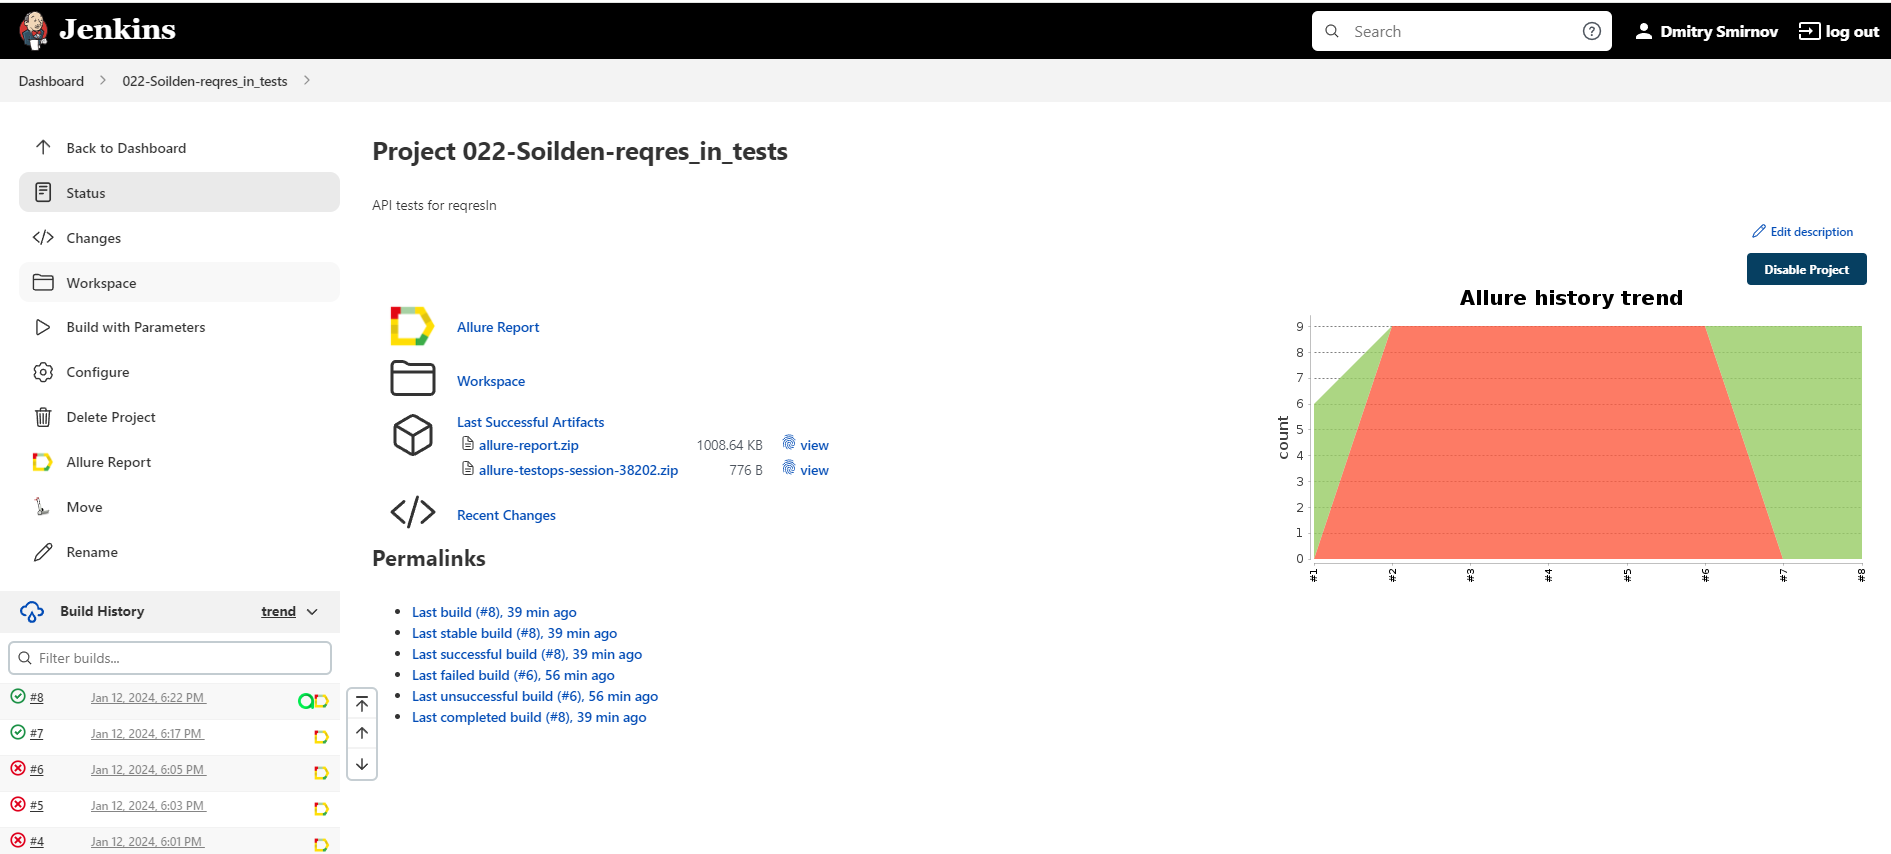 Jenkins
Search
Dmitry Smirnov
log out
Dashboard
022-Soilden-reqres_in_tests
Back to Dashboard
Status
Changes
Workspace
Build with Parameters
Configure
Delete Project
Allure Report
Move
Rename
Build History
trend
Filter builds...
#8 Jan 12, 2024, 6:22 PM
#7 Jan 12, 2024, 6:17 PM
#6 Jan 12, 2024, 6:05 PM
#5 Jan 12, 2024, 6:03 PM
#4 Jan 12, 2024, 6:01 PM
Project 022-Soilden-reqres_in_tests
API tests for reqresIn
Edit description
Disable Project
Allure Report
Workspace
Last Successful Artifacts
allure-report.zip 1008.64 KB view
allure-testops-session-38202.zip 776 B view
Recent Changes
Permalinks
Last build (#8), 39 min ago
Last stable build (#8), 39 min ago
Last successful build (#8), 39 min ago
Last failed build (#6), 56 min ago
Last unsuccessful build (#6), 56 min ago
Last completed build (#8), 39 min ago
Allure history trend
count
9
8
7
6
5
4
3
2
1
0
#1 #2 #3 #4 #5 #6 #7 #8